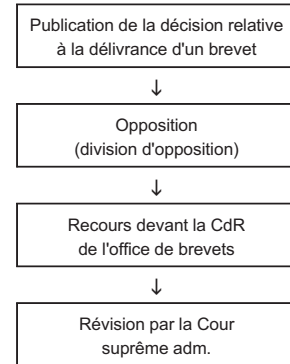 Publication de la décision relative
à la délivrance d'un brevet
↓
Opposition
(division d'opposition)
↓
Recours devant la CdR
de l'office de brevets
↓
Révision par la Cour
suprême adm.